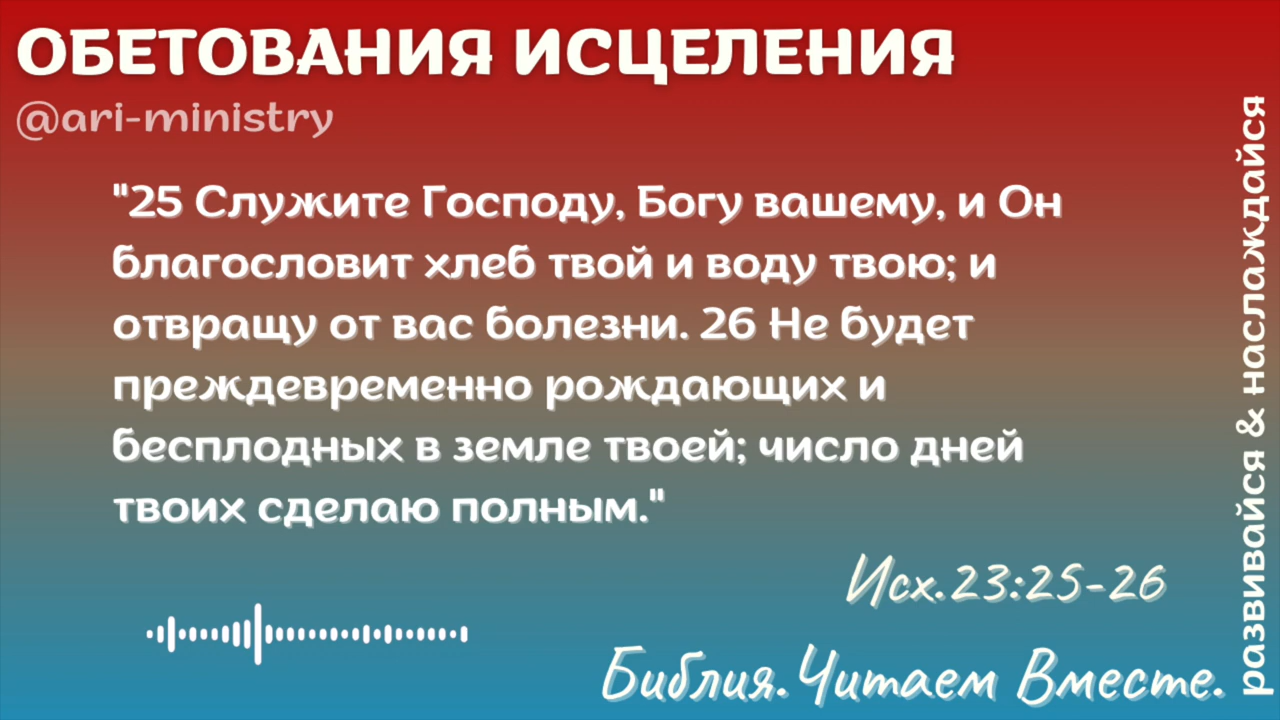 ОБЕТОВАНИЯ ИСЦЕЛЕНИЯ
@ari-ministry
"25 Служите Господу, Богу вашему, и Он
благословит хлеб твой и воду твою; и
отвращу от вас болезни. 26 Не будет
преждевременно рождающих и
бесплодных в земле твоей; число дней
твоих сделаю полным."
Исх.23:25-26
Библия.Читаем Вместе.
развивайся & наслаждайся